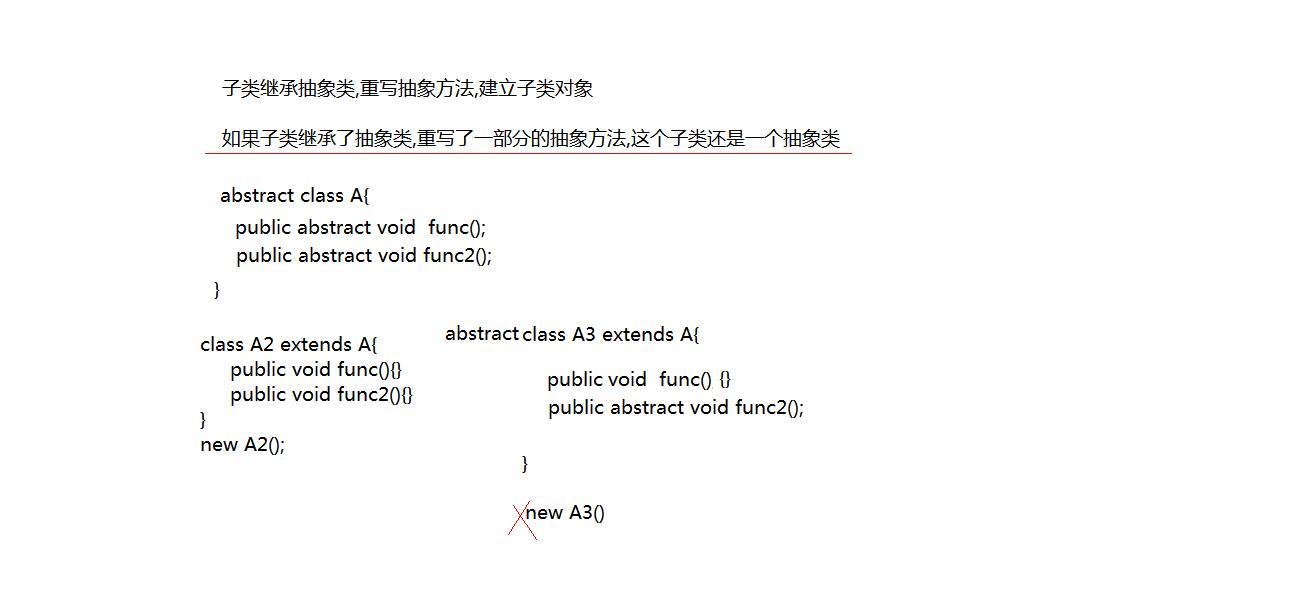 子类继承抽象类,重写抽象方法,建立子类对象
如果子类继承了抽象类,重写了一部分的抽象方法,这个子类还是一个抽象类
abstract class A{
public abstract void  func();
public abstract void func2();
}
class A2 extends A{
public void func(){}
public void func2(){}
}
new A2();
abstract class A3 extends A{
public void  func() {}
public abstract void func2();
}
new A3()